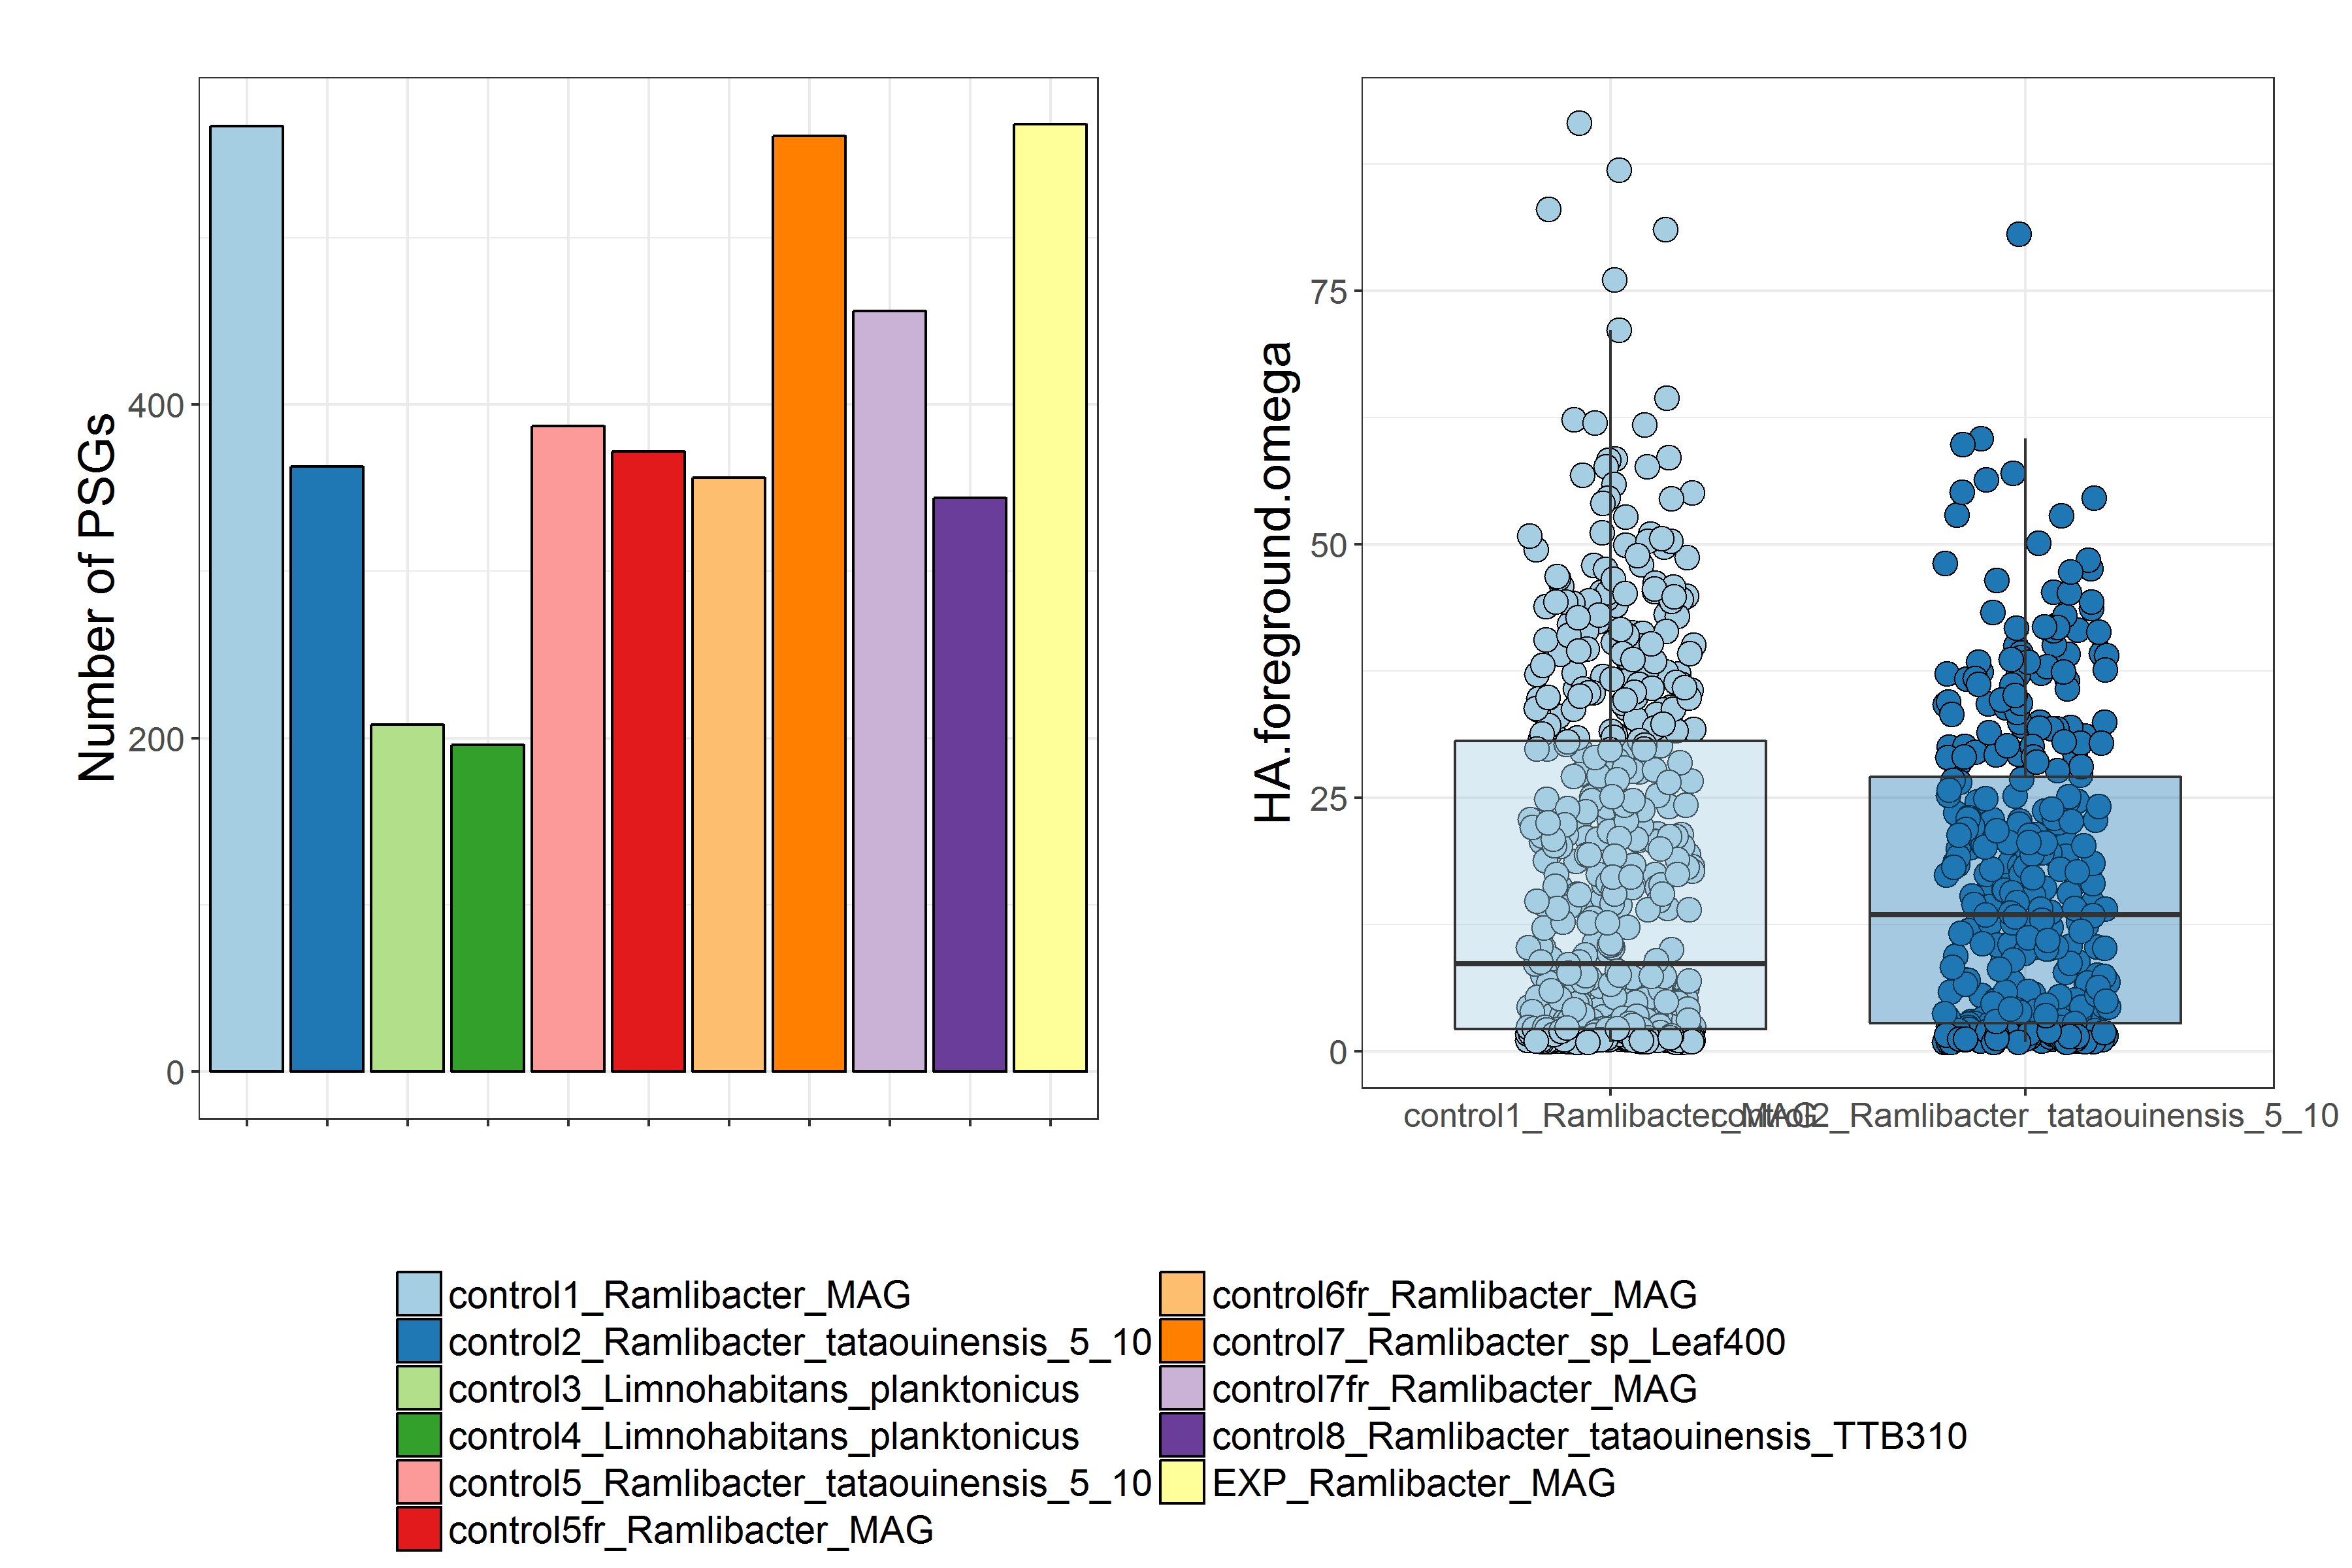 Number of PSGs
400
200
0
HA.foreground.omega
75
50
25
0
control1_Ramlibacter_MAG
control2_Ramlibacter_tataouinensis_5_10
control1_Ramlibacter_MAG
control2_Ramlibacter_tataouinensis_5_10
control3_Limnohabitans_planktonicus
control4_Limnohabitans_planktonicus
control5_Ramlibacter_tataouinensis_5_10
control5fr_Ramlibacter_MAG
control6fr_Ramlibacter_MAG
control7_Ramlibacter_sp_Leaf400
control7fr_Ramlibacter_MAG
control8_Ramlibacter_tataouinensis_TTB310
EXP_Ramlibacter_MAG